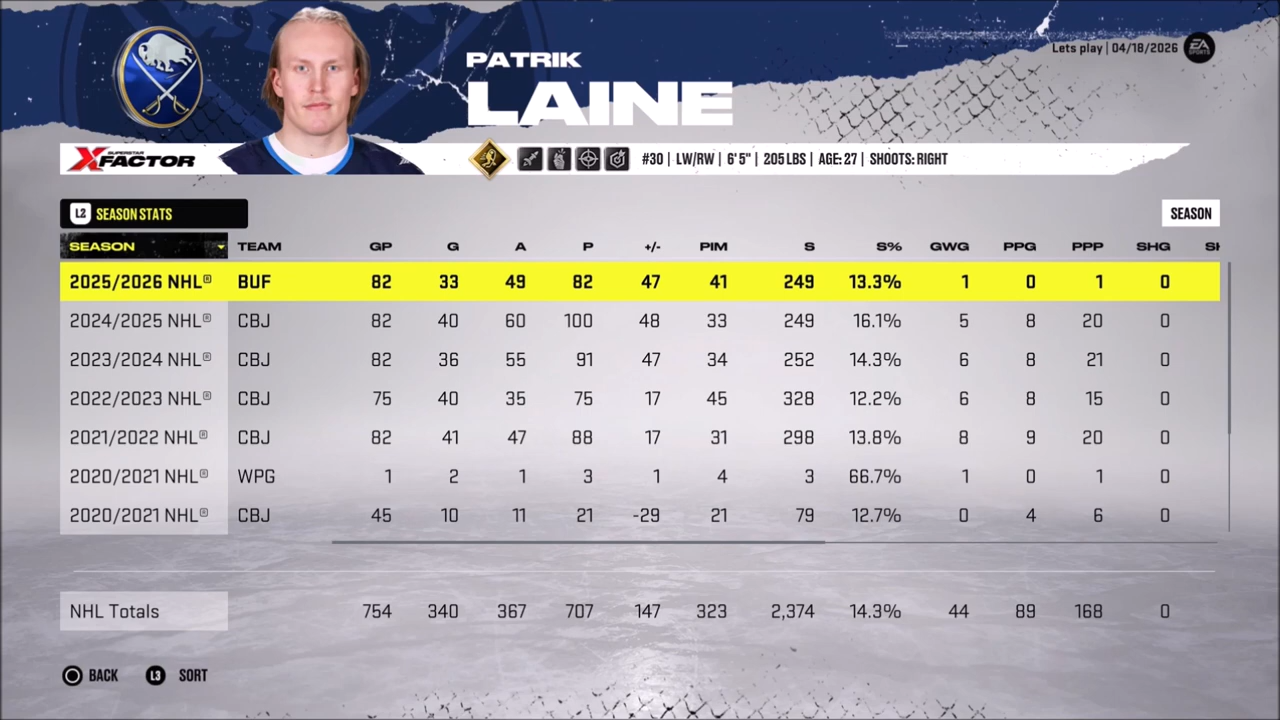 Lets play | 04/18/2026
EA SPORTS
PATRIK
LAINE
SUPERSTAR
X FACTOR
#30 | LW/RW | 6' 5" | 205 LBS | AGE: 27 | SHOOTS: RIGHT
L2 SEASON STATS
SEASON
SEASON TEAM GP G A P +/- PIM S S% GWG PPG PPP SHG
2025/2026 NHL® BUF 82 33 49 82 47 41 249 13.3% 1 0 1 0
2024/2025 NHL® CBJ 82 40 60 100 48 33 249 16.1% 5 8 20 0
2023/2024 NHL® CBJ 82 36 55 91 47 34 252 14.3% 6 8 21 0
2022/2023 NHL® CBJ 75 40 35 75 17 45 328 12.2% 6 8 15 0
2021/2022 NHL® CBJ 82 41 47 88 17 31 298 13.8% 8 9 20 0
2020/2021 NHL® WPG 1 2 1 3 1 4 3 66.7% 1 0 1 0
2020/2021 NHL® CBJ 45 10 11 21 -29 21 79 12.7% 0 4 6 0
NHL Totals 754 340 367 707 147 323 2,374 14.3% 44 89 168 0
BACK L3 SORT